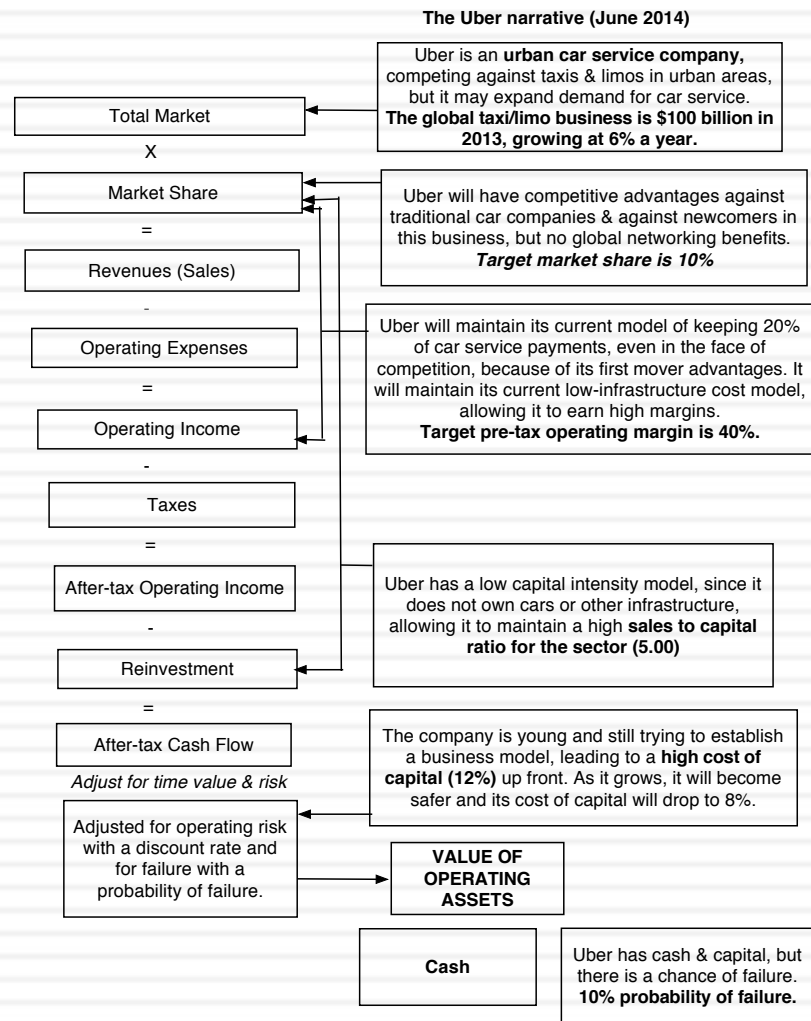 The Uber narrative (June 2014)
Uber is an urban car service company,
competing against taxis & limos in urban areas,
but it may expand demand for car service.
The global taxi/limo business is $100 billion in
2013, growing at 6% a year.
Total Market
X
Market Share
Uber will have competitive advantages against
traditional car companies & against newcomers in
this business, but no global networking benefits.
Target market share is 10%
=
Revenues (Sales)
-
Operating Expenses
Uber will maintain its current model of keeping 20%
of car service payments, even in the face of
competition, because of its first mover advantages. It
will maintain its current low-infrastructure cost model,
allowing it to earn high margins.
Target pre-tax operating margin is 40%.
=
Operating Income
-
Taxes
=
After-tax Operating Income
Uber has a low capital intensity model, since it
does not own cars or other infrastructure,
allowing it to maintain a high sales to capital
ratio for the sector (5.00)
-
Reinvestment
=
After-tax Cash Flow
The company is young and still trying to establish
a business model, leading to a high cost of
capital (12%) up front. As it grows, it will become
safer and its cost of capital will drop to 8%.
Adjust for time value & risk
Adjusted for operating risk
with a discount rate and
for failure with a
probability of failure.
VALUE OF
OPERATING
ASSETS
Cash
Uber has cash & capital, but
there is a chance of failure.
10% probability of failure.